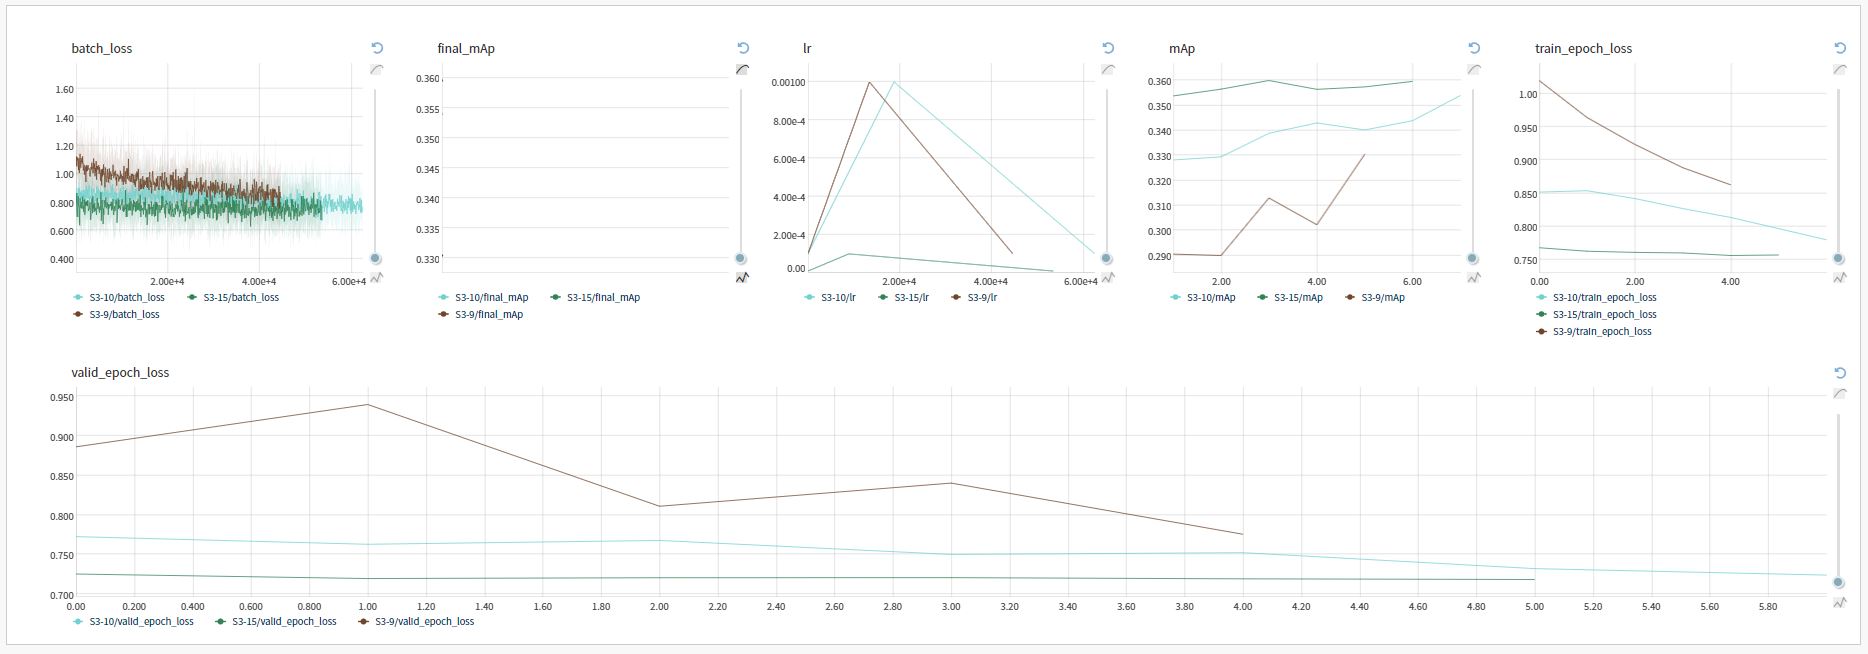 batch_loss
1.60
1.40
1.20
1.00
0.800
0.600
0.400
2.00e+4 4.00e+4 6.00e+4
S3-10/batch_loss S3-15/batch_loss
S3-9/batch_loss
final_mAp
0.360
0.355
0.350
0.345
0.340
0.335
0.330
S3-10/final_mAp S3-15/final_mAp
S3-9/final_mAp
lr
0.00100
8.00e-4
6.00e-4
4.00e-4
2.00e-4
0.00
2.00e+4 4.00e+4 6.00e+4
S3-10/lr S3-15/lr S3-9/lr
mAp
0.360
0.350
0.340
0.330
0.320
0.310
0.300
0.290
2.00 4.00 6.00
S3-10/mAp S3-15/mAp S3-9/mAp
train_epoch_loss
1.00
0.950
0.900
0.850
0.800
0.750
0.00 2.00 4.00
S3-10/train_epoch_loss
S3-15/train_epoch_loss
S3-9/train_epoch_loss
valid_epoch_loss
0.950
0.900
0.850
0.800
0.750
0.700
0.00 0.200 0.400 0.600 0.800 1.00 1.20 1.40 1.60 1.80 2.00 2.20 2.40 2.60 2.80 3.00 3.20 3.40 3.60 3.80 4.00 4.20 4.40 4.60 4.80 5.00 5.20 5.40 5.60 5.80
S3-10/valid_epoch_loss S3-15/valid_epoch_loss S3-9/valid_epoch_loss